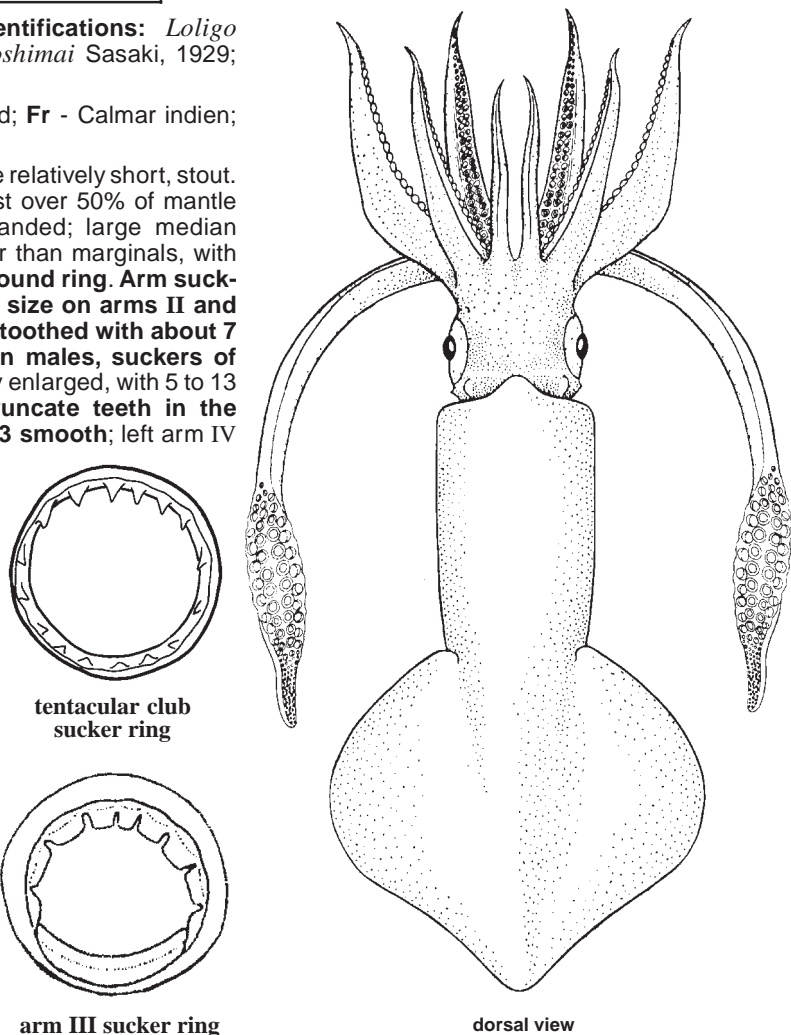 entifications: Loligo
oshimai Sasaki, 1929;
d; Fr - Calmar indien;
e relatively short, stout.
st over 50% of mantle
anded; large median
r than marginals, with
ound ring. Arm suck-
size on arms II and
toothed with about 7
n males, suckers of
y enlarged, with 5 to 13
runcate teeth in the
3 smooth; left arm IV
tentacular club
sucker ring
arm III sucker ring
dorsal view